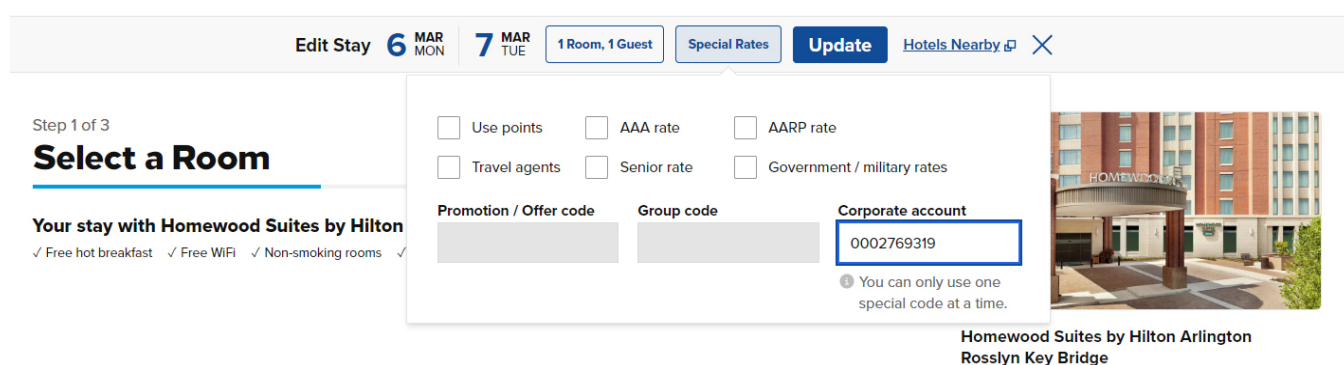 Edit Stay 6 MAR MON 7 MAR TUE 1 Room, 1 Guest Special Rates Update Hotels Nearby
Step 1 of 3
Select a Room
Your stay with Homewood Suites by Hilton
✓ Free hot breakfast ✓ Free WiFi ✓ Non-smoking rooms ✓
Use points AAA rate AARP rate
Travel agents Senior rate Government / military rates
Promotion / Offer code Group code Corporate account
0002769319
You can only use one
special code at a time.
HOMEWOOD
Homewood Suites by Hilton Arlington
Rosslyn Key Bridge